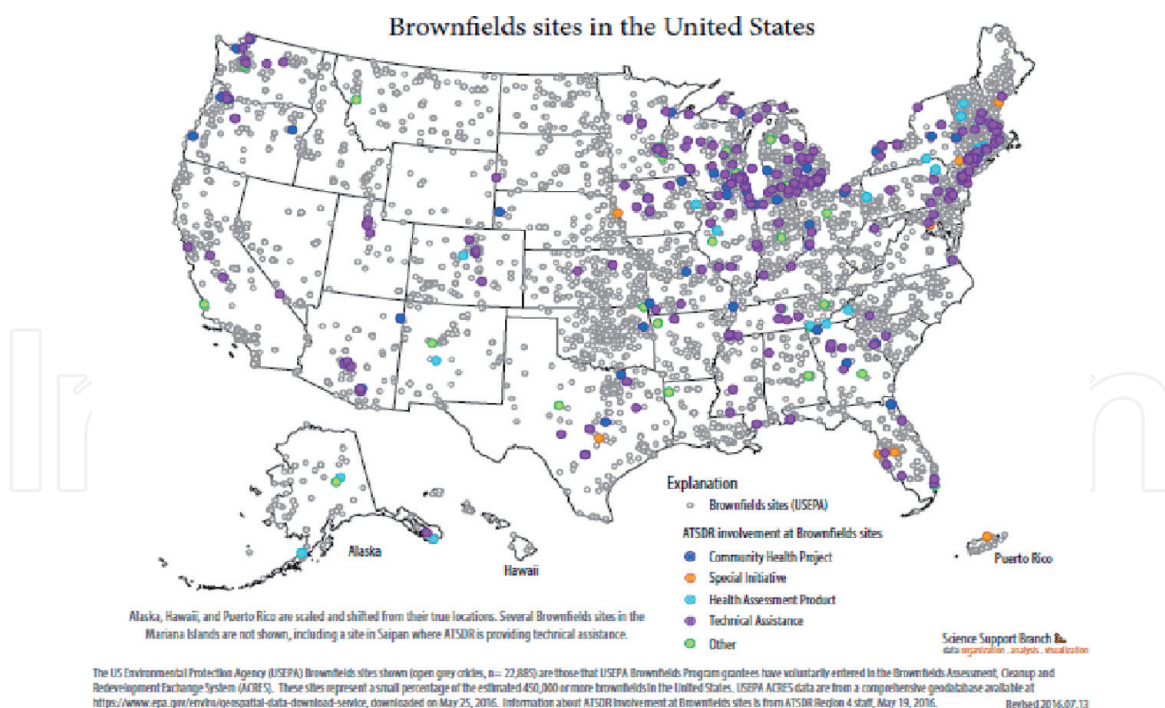 Brownfields sites in the United States
Explanation
Brownfields sites (USEPA)
ATSDR involvement at Brownfields sites
Community Health Project
Special Initiative
Health Assessment Product
Technical Assistance
Other
Alaska
Hawaii
Puerto Rico
Alaska, Hawaii, and Puerto Rico are scaled and shifted from their true locations. Several Brownfields sites in the
Mariana Islands are not shown, including a site in Saipan where ATSDR is providing technical assistance.
Science Support Branch
data organization . analysis . visualization
The US Environmental Protection Agency (USEPA) Brownfields sites shown (open grey cricles, n= 22,885) are those that USEPA Brownfields Program grantees have voluntarily entered in the Brownfields Assessment, Cleanup and
Redevelopment Exchange System (ACRES). These sites represent a small percentage of the estimated 450,000 or more brownfields in the United States. USEPA ACRES data are from a comprehensive geodatabase available at
https://www.epa.gov/enviro/geospatial-data-download-service, downloaded on May 25, 2016. Information about ATSDR involvement at Brownfields sites is from ATSDR Region 4 staff, May 19, 2016.
Revised 2016.07.13